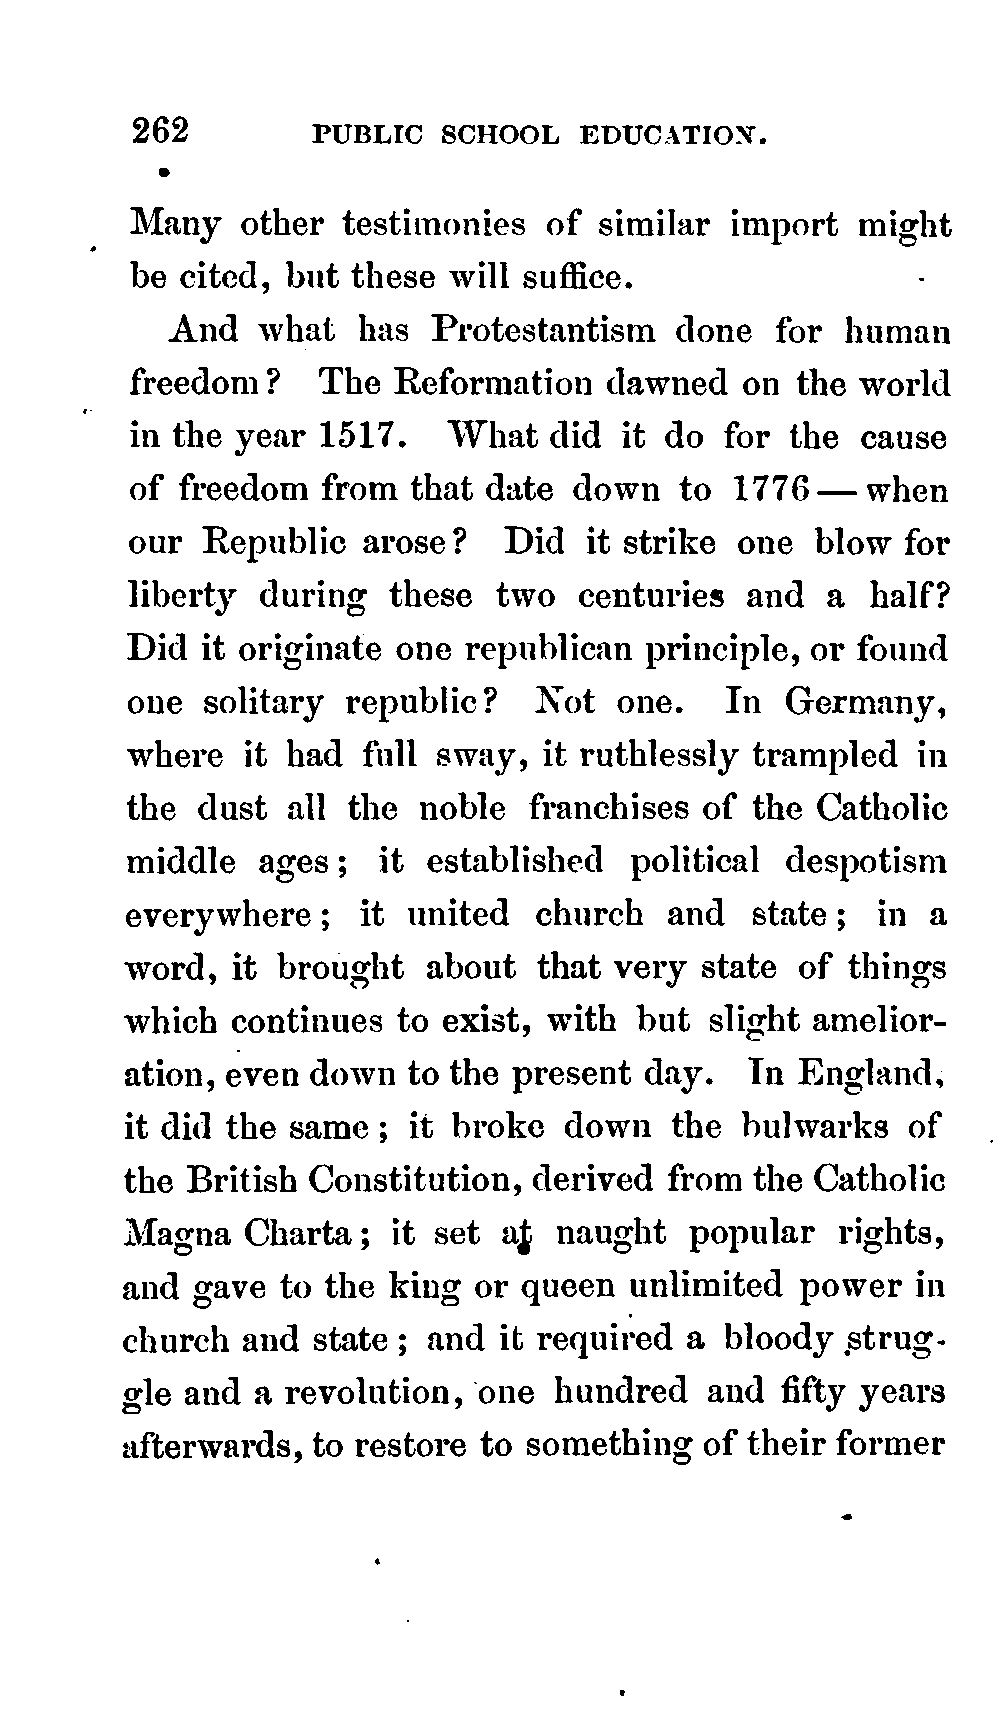 262 PUBLIC SCHOOL EDUCATION.
Many other testimonies of similar import might
be cited, but these will suffice.
And what has Protestantism done for human
freedom? The Reformation dawned on the world
in the year 1517. What did it do for the cause
of freedom from that date down to 1776 — when
our Republic arose? Did it strike one blow for
liberty during these two centuries and a half?
Did it originate one republican principle, or found
one solitary republic? Not one. In Germany,
where it had full sway, it ruthlessly trampled in
the dust all the noble franchises of the Catholic
middle ages; it established political despotism
everywhere; it united church and state; in a
word, it brought about that very state of things
which continues to exist, with but slight amelior-
ation, even down to the present day. In England,
it did the same; it broke down the bulwarks of
the British Constitution, derived from the Catholic
Magna Charta; it set at naught popular rights,
and gave to the king or queen unlimited power in
church and state; and it required a bloody strug-
gle and a revolution, one hundred and fifty years
afterwards, to restore to something of their former